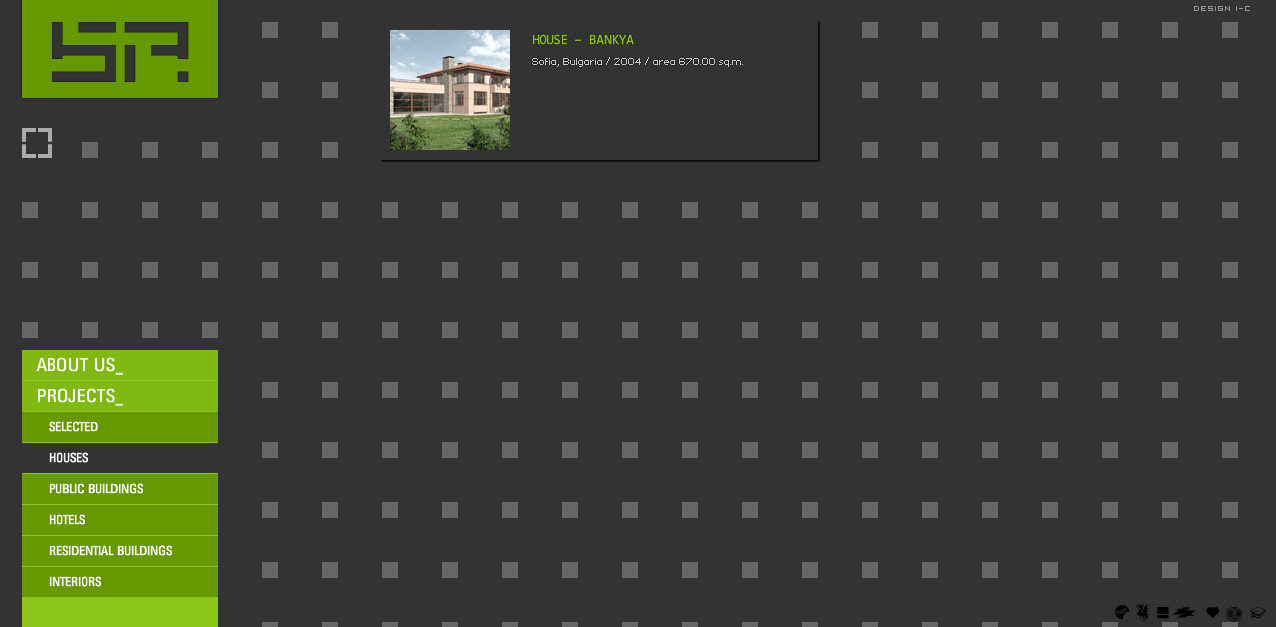 DESIGN I-C
HOUSE - BANKYA
Sofia, Bulgaria / 2004 / area 670.00 sq.m.
ABOUT US_
PROJECTS_
SELECTED
HOUSES
PUBLIC BUILDINGS
HOTELS
RESIDENTIAL BUILDINGS
INTERIORS